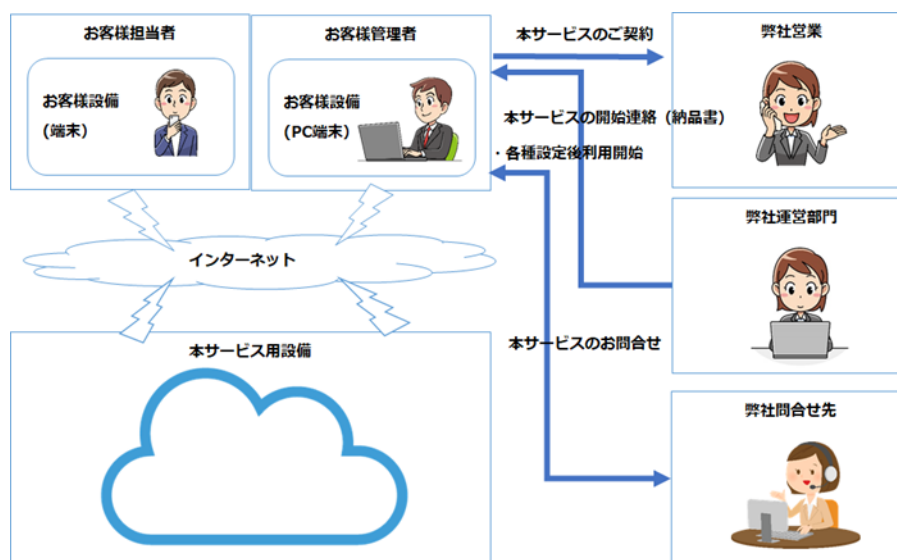 お客様担当者
お客様設備
(端末)
お客様管理者
お客様設備
(PC端末)
本サービスのご契約
弊社営業
本サービスの開始連絡（納品書）
・各種設定後利用開始
弊社運営部門
インターネット
本サービス用設備
本サービスのお問合せ
弊社問合せ先